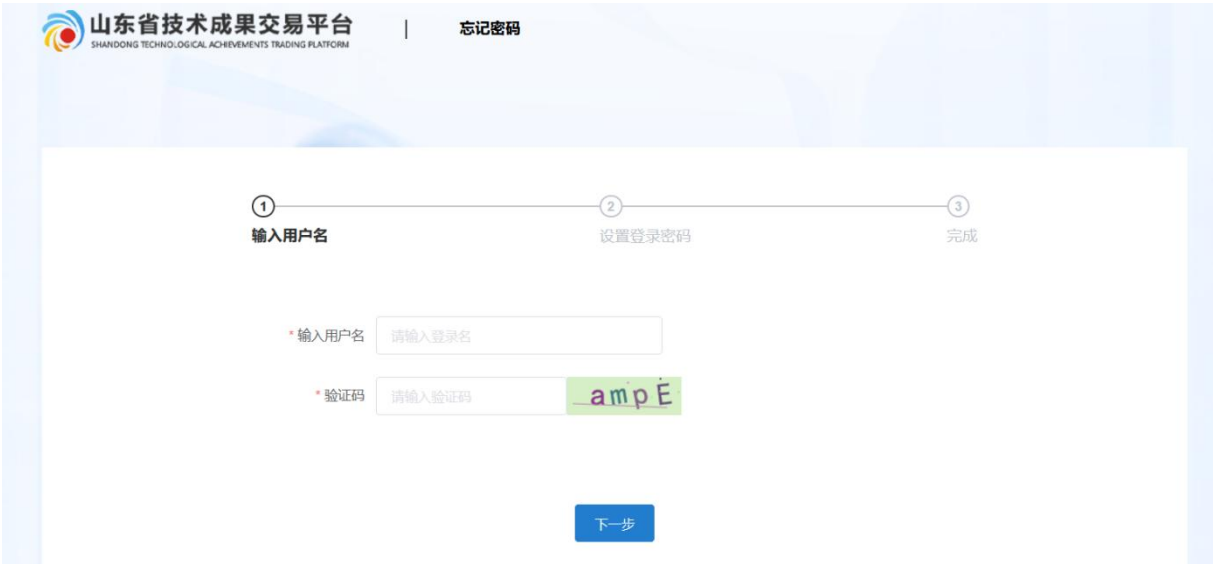 山东省技术成果交易平台 | 忘记密码
SHANDONG TECHNOLOGICAL ACHIEVEMENTS TRADING PLATFORM
1 2 3
输入用户名 设置登录密码 完成
* 输入用户名 请输入登录名
* 验证码 请输入验证码 ampE
下一步